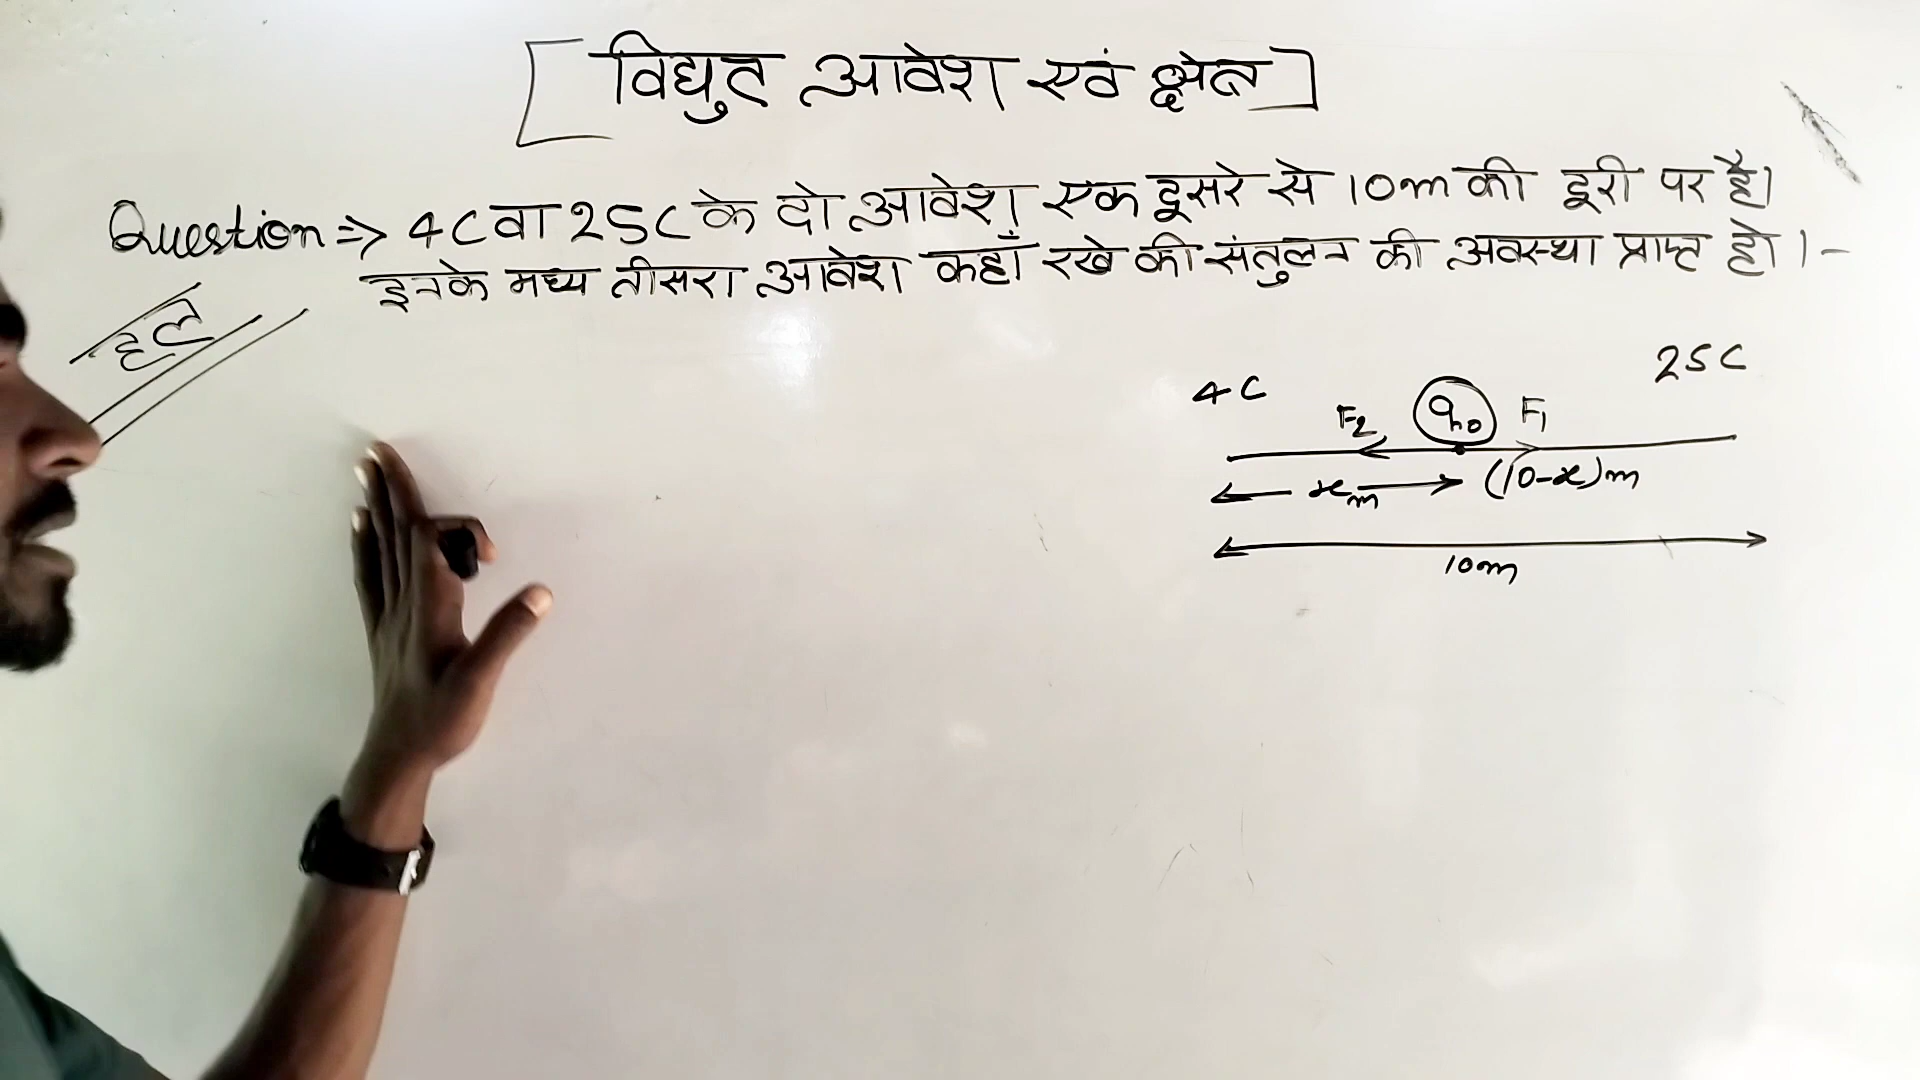 [विद्युत आवेश एवं क्षेत्र]
Question => 4C वा 25C के दो आवेश एक दूसरे से 10m की दूरी पर है।
इनके मध्य तीसरा आवेश कहाँ रखे की संतुलन की अवस्था प्राप्त हो।-
हल
4C
25C
F₂
q₀
F₁
xm
(10-x)m
10m